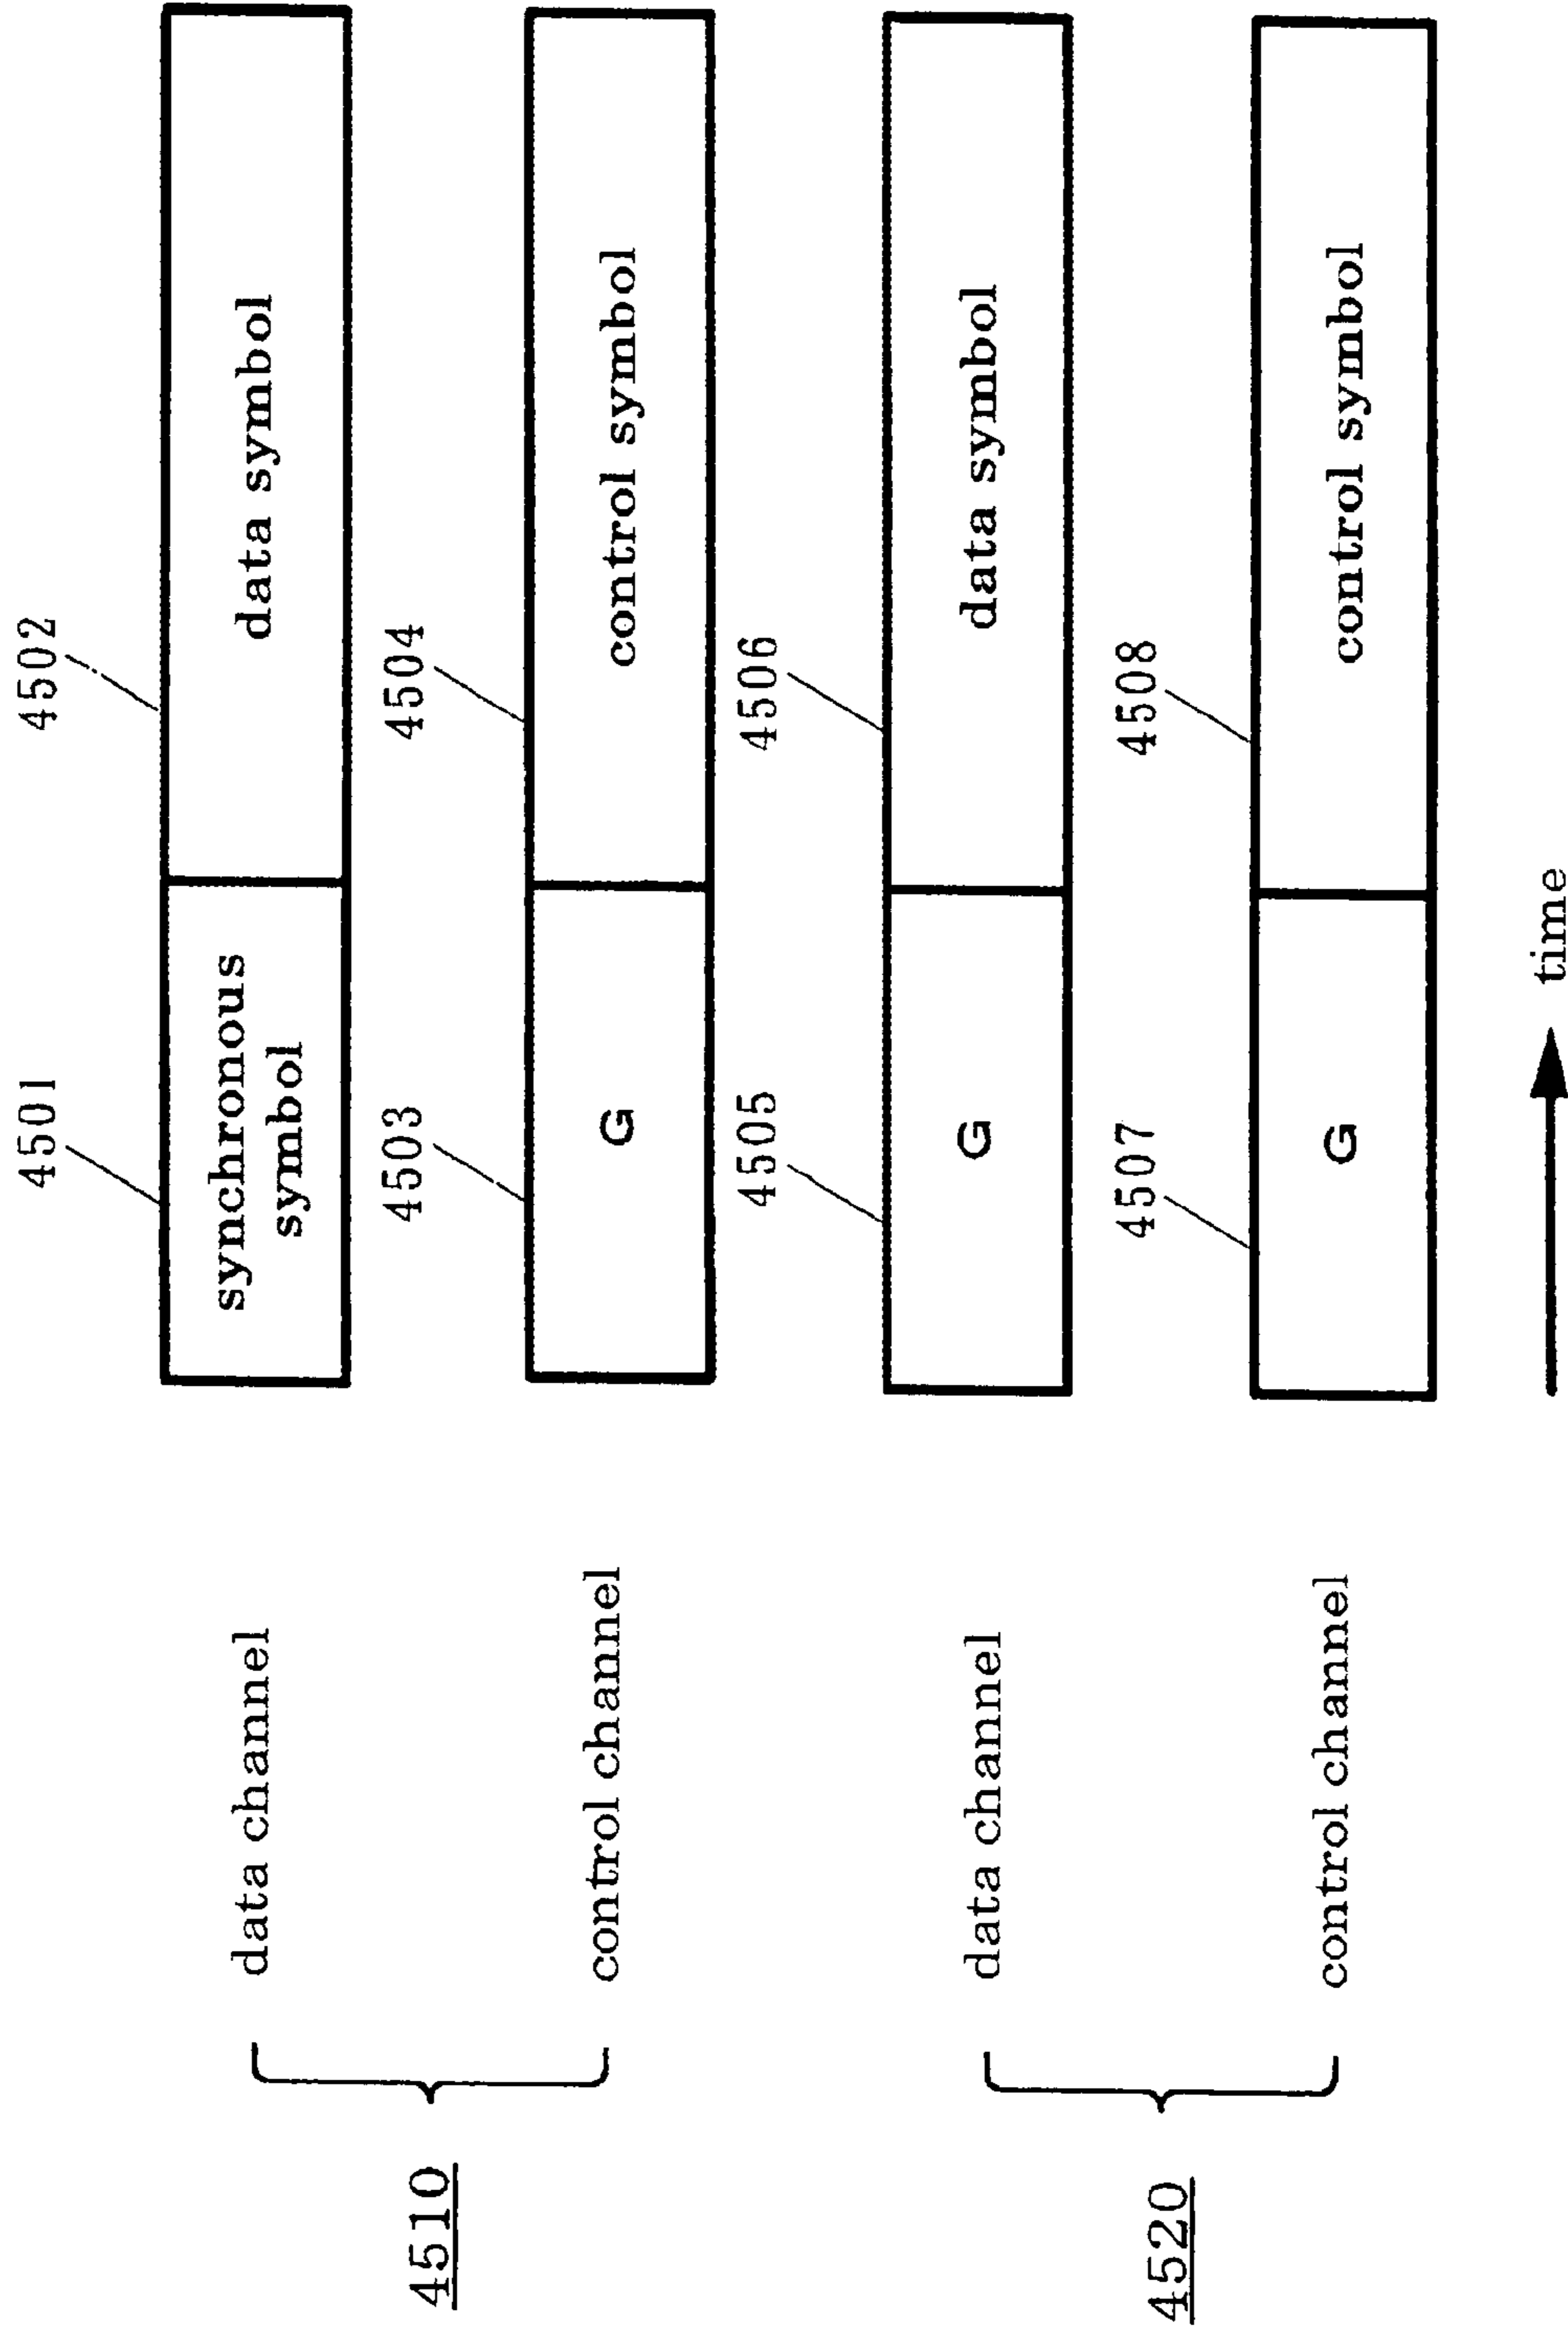 4501
4502
data channel
synchronous
symbol
data symbol
4510
4503
4504
control channel
G
control symbol
4505
4506
data channel
G
data symbol
4520
4507
4508
control channel
G
control symbol
time